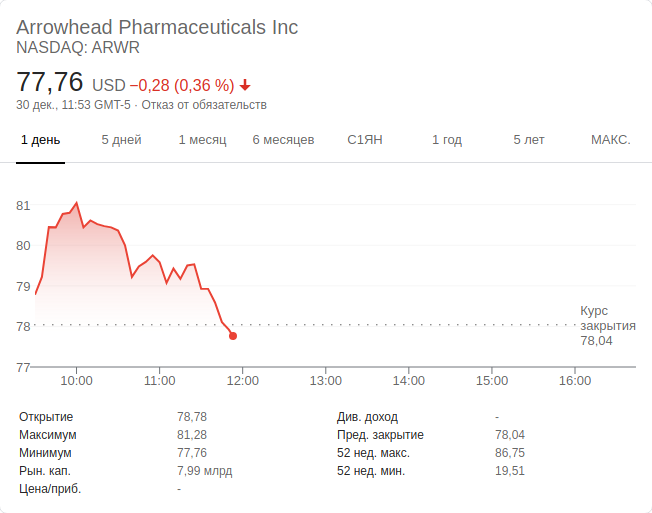 Arrowhead Pharmaceuticals Inc
NASDAQ: ARWR
77,76 USD −0,28 (0,36 %)
30 дек., 11:53 GMT-5 · Отказ от обязательств
1 день 5 дней 1 месяц 6 месяцев С1ЯН 1 год 5 лет МАКС.
81
80
79
78
77
Курс
закрытия
78,04
10:00 11:00 12:00 13:00 14:00 15:00 16:00
Открытие 78,78 Див. доход -
Максимум 81,28 Пред. закрытие 78,04
Минимум 77,76 52 нед. макс. 86,75
Рын. кап. 7,99 млрд 52 нед. мин. 19,51
Цена/приб. -